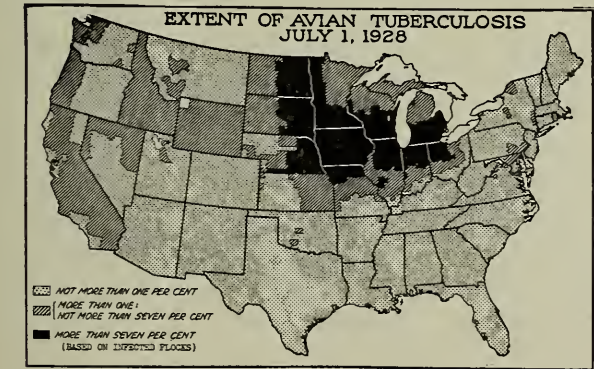 EXTENT OF AVIAN TUBERCULOSIS
JULY 1, 1928
NOT MORE THAN ONE PER CENT
MORE THAN ONE:
NOT MORE THAN SEVEN PER CENT
MORE THAN SEVEN PER CENT
(BASED ON INFECTED FLOCKS)